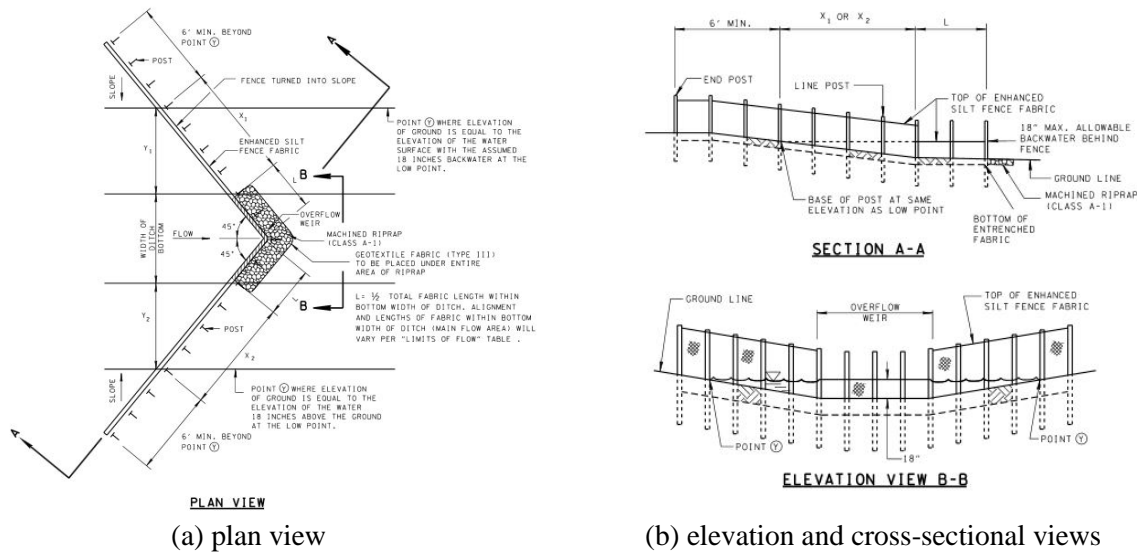 A
6' MIN. BEYOND
POINT Ⓨ
POST
FENCE TURNED INTO SLOPE
SLOPE
X1
Y1
ENHANCED SILT
FENCE FABRIC
POINT Ⓨ WHERE ELEVATION
OF GROUND IS EQUAL TO THE
ELEVATION OF THE WATER
SURFACE WITH THE ASSUMED
18 INCHES BACKWATER AT THE
LOW POINT.
L
B
OVERFLOW
WEIR
WIDTH OF
DITCH
BOTTOM
FLOW
45°
45°
MACHINED RIPRAP
(CLASS A-1)
GEOTEXTILE FABRIC (TYPE III)
TO BE PLACED UNDER ENTIRE
AREA OF RIPRAP
L
B
L= ½ TOTAL FABRIC LENGTH WITHIN
BOTTOM WIDTH OF DITCH. ALIGNMENT
AND LENGTHS OF FABRIC WITHIN BOTTOM
WIDTH OF DITCH (MAIN FLOW AREA) WILL
VARY PER "LIMITS OF FLOW" TABLE .
Y2
POST
X2
SLOPE
POINT Ⓨ WHERE ELEVATION
OF GROUND IS EQUAL TO THE
ELEVATION OF THE WATER
18 INCHES ABOVE THE GROUND
AT THE LOW POINT.
A
6' MIN. BEYOND
POINT Ⓨ
PLAN VIEW
(a) plan view
6' MIN.
X1 OR X2
L
END POST
LINE POST
TOP OF ENHANCED
SILT FENCE FABRIC
18" MAX. ALLOWABLE
BACKWATER BEHIND
FENCE
GROUND LINE
MACHINED RIPRAP
(CLASS A-1)
BASE OF POST AT SAME
ELEVATION AS LOW POINT
BOTTOM OF
ENTRENCHED
FABRIC
SECTION A-A
GROUND LINE
OVERFLOW
WEIR
TOP OF ENHANCED
SILT FENCE FABRIC
POINT Ⓨ
18"
POINT Ⓨ
ELEVATION VIEW B-B
(b) elevation and cross-sectional views